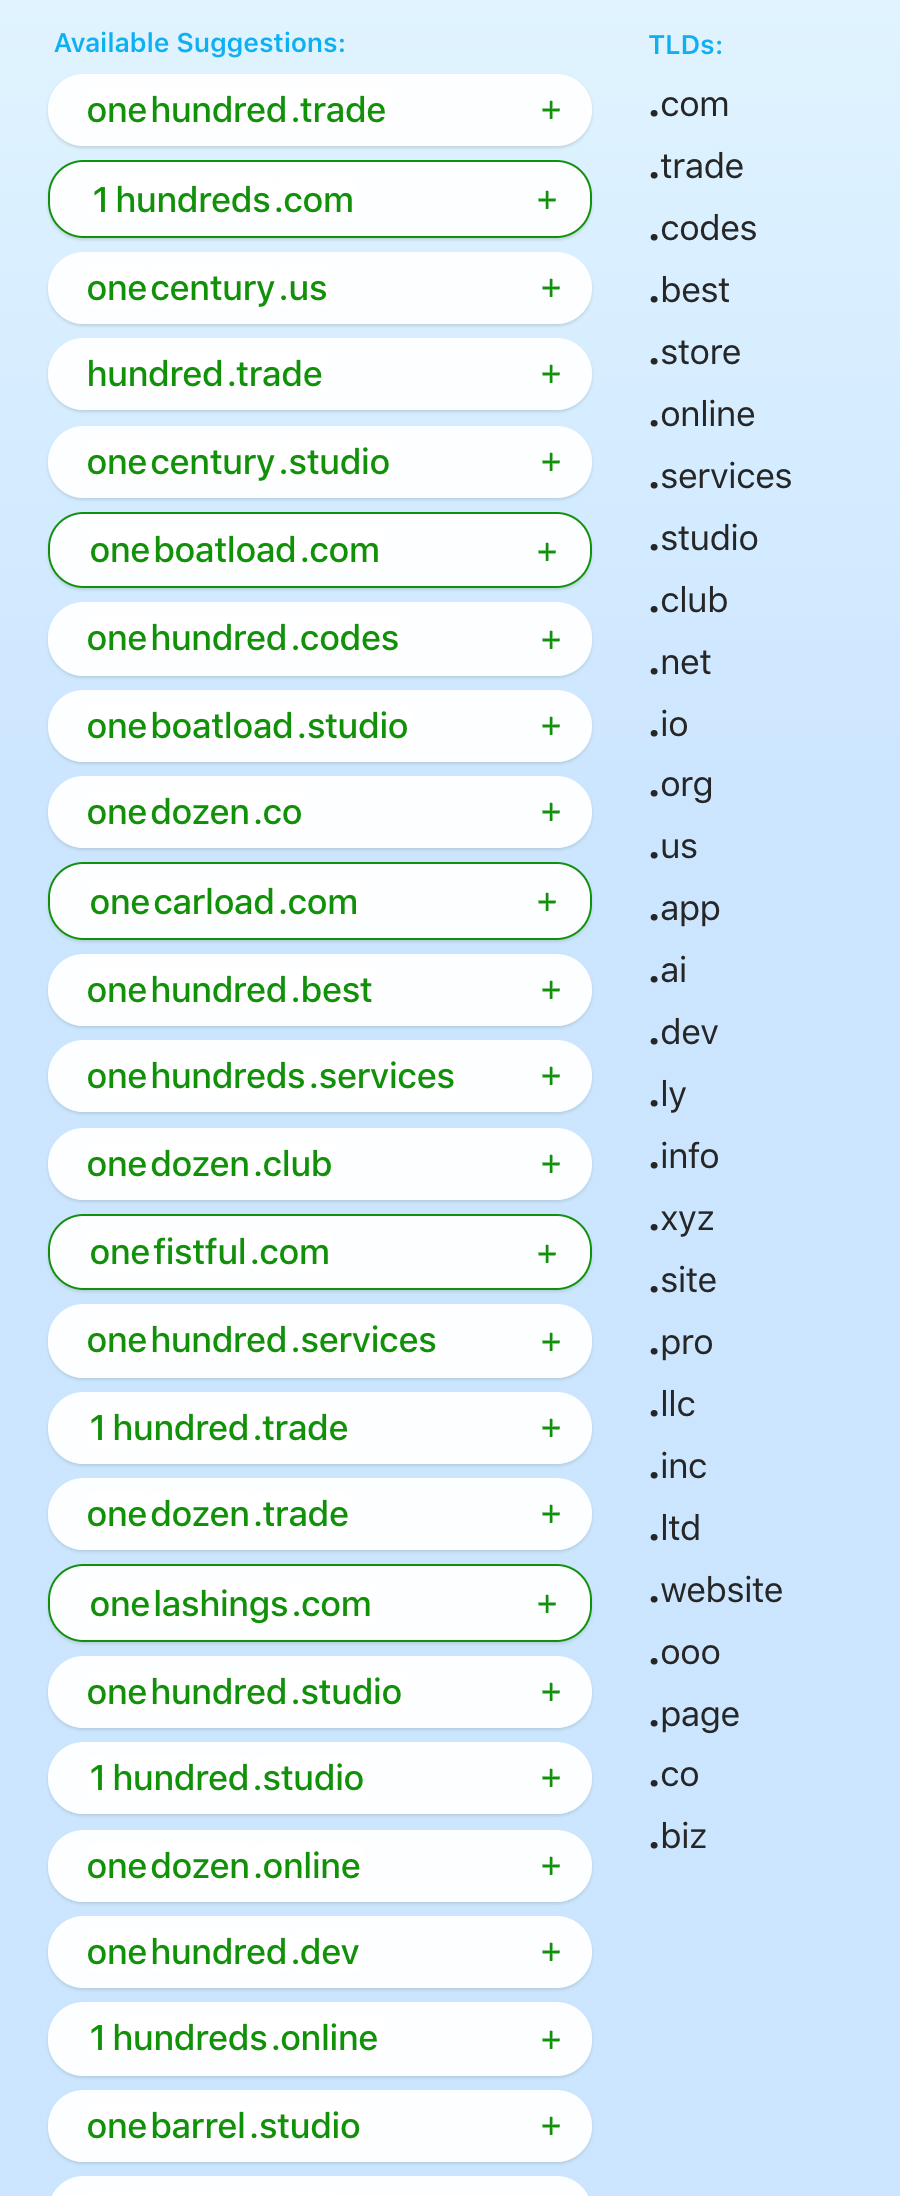 Available Suggestions:
onehundred.trade +
1hundreds.com +
onecentury.us +
hundred.trade +
onecentury.studio +
oneboatload.com +
onehundred.codes +
oneboatload.studio +
onedozen.co +
onecarload.com +
onehundred.best +
onehundreds.services +
onedozen.club +
onefistful.com +
onehundred.services +
1hundred.trade +
onedozen.trade +
onelashings.com +
onehundred.studio +
1hundred.studio +
onedozen.online +
onehundred.dev +
1hundreds.online +
onebarrel.studio +
TLDs:
.com
.trade
.codes
.best
.store
.online
.services
.studio
.club
.net
.io
.org
.us
.app
.ai
.dev
.ly
.info
.xyz
.site
.pro
.llc
.inc
.ltd
.website
.ooo
.page
.co
.biz